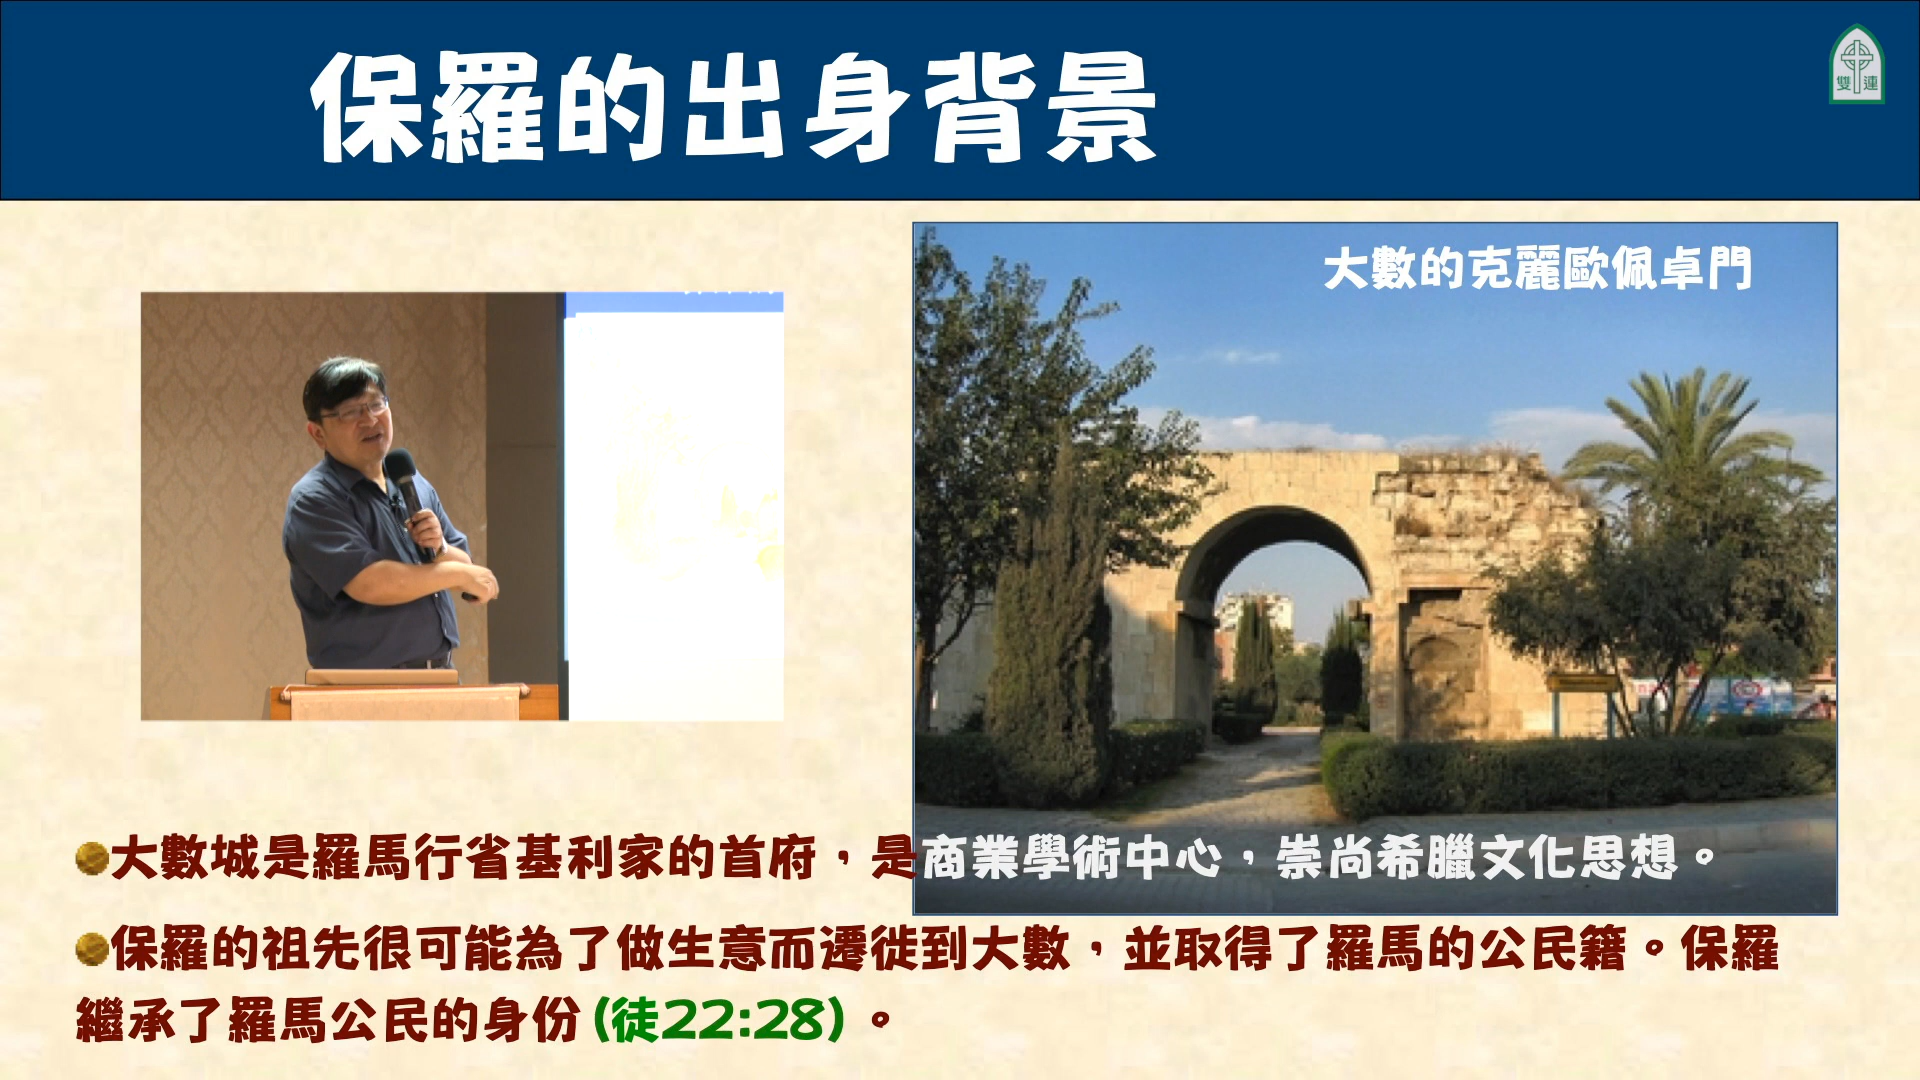 保羅的出身背景
雙連
大數的克麗歐佩卓門
大數城是羅馬行省基利家的首府，是商業學術中心，崇尚希臘文化思想。
保羅的祖先很可能為了做生意而遷徙到大數，並取得了羅馬的公民籍。保羅
繼承了羅馬公民的身份(徒22:28)。